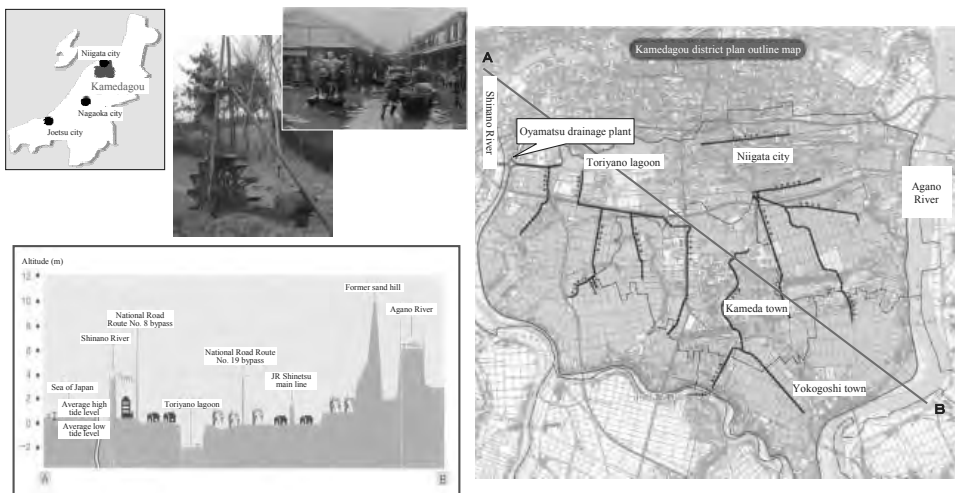 Niigata city
Kamedagou
Nagaoka city
Joetsu city
Kamedagou district plan outline map
A
Shinano River
Oyamatsu drainage plant
Toriyano lagoon
Niigata city
Agano
River
Kameda town
Yokogoshi town
B
Altitude (m)
12
10
8
6
4
2
0
−2
Former sand hill
Agano River
National Road
Route No. 8 bypass
Shinano River
National Road Route
No. 19 bypass
JR Shinetsu
main line
Sea of Japan
Toriyano lagoon
Average high
tide level
Average low
tide level
A
B